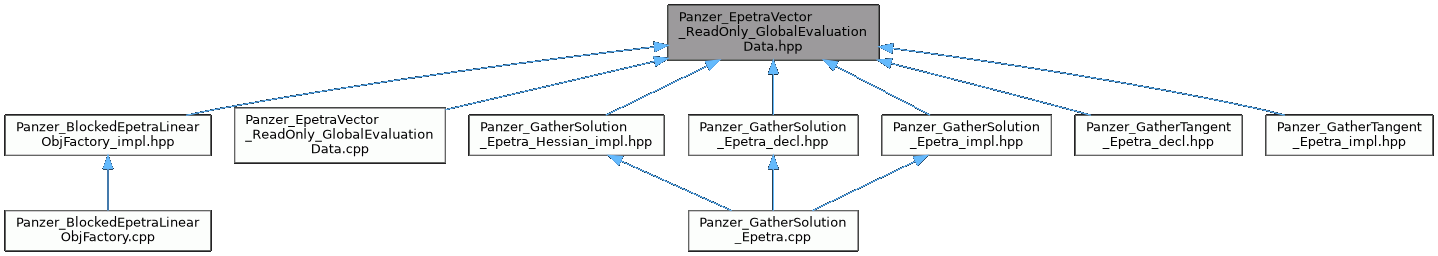 Panzer_EpetraVector
_ReadOnly_GlobalEvaluation
Data.hpp
Panzer_BlockedEpetraLinear
ObjFactory_impl.hpp
Panzer_EpetraVector
_ReadOnly_GlobalEvaluation
Data.cpp
Panzer_GatherSolution
_Epetra_Hessian_impl.hpp
Panzer_GatherSolution
_Epetra_decl.hpp
Panzer_GatherSolution
_Epetra_impl.hpp
Panzer_GatherTangent
_Epetra_decl.hpp
Panzer_GatherTangent
_Epetra_impl.hpp
Panzer_BlockedEpetraLinear
ObjFactory.cpp
Panzer_GatherSolution
_Epetra.cpp